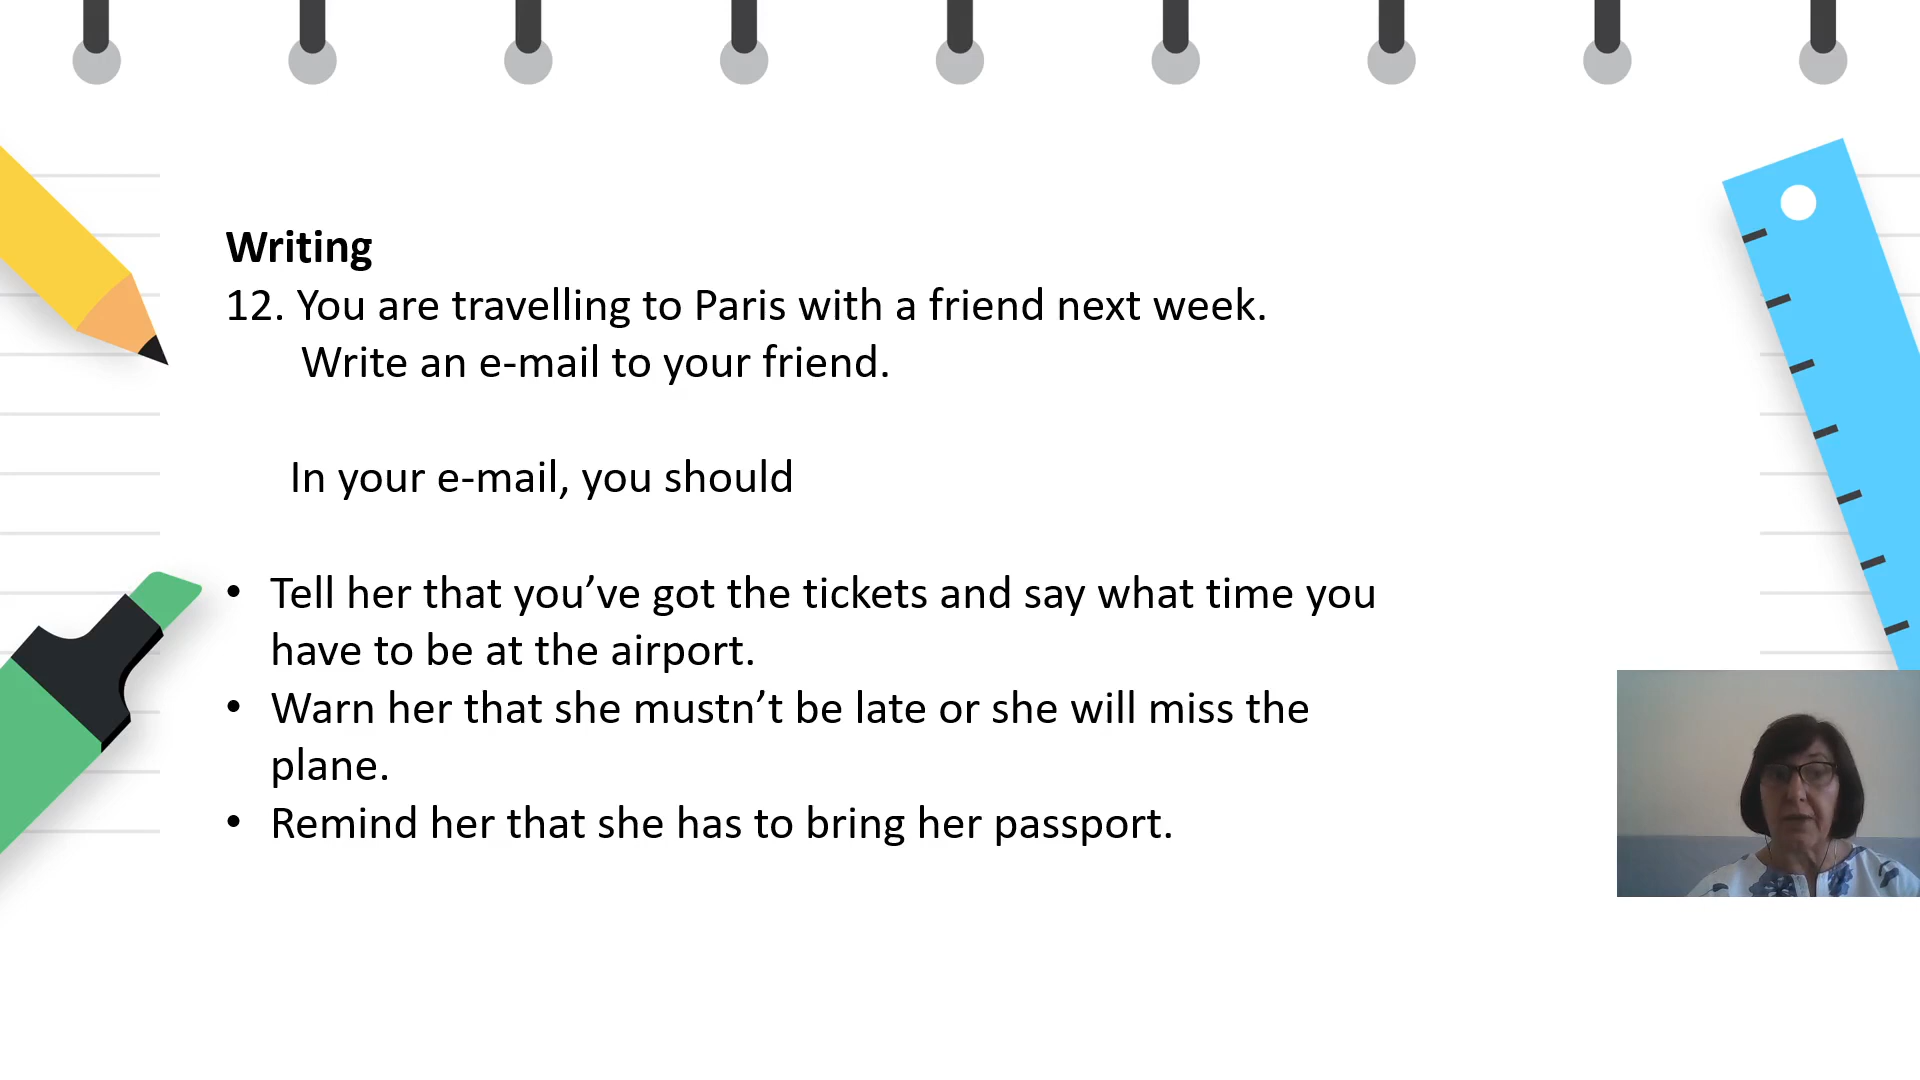 Writing
12. You are travelling to Paris with a friend next week.
Write an e-mail to your friend.
In your e-mail, you should
• Tell her that you’ve got the tickets and say what time you
have to be at the airport.
• Warn her that she mustn’t be late or she will miss the
plane.
• Remind her that she has to bring her passport.